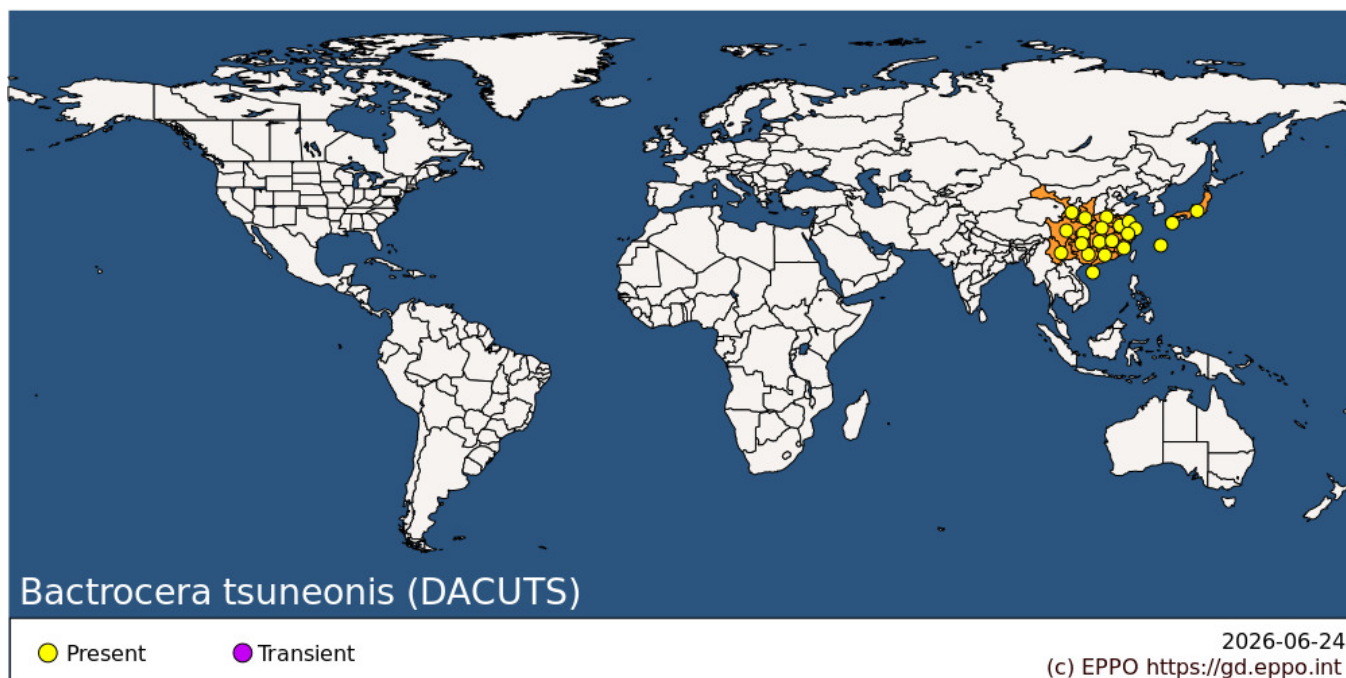 Bactrocera tsuneonis (DACUTS)
Present
Transient
2026-06-24
(c) EPPO https://gd.eppo.int